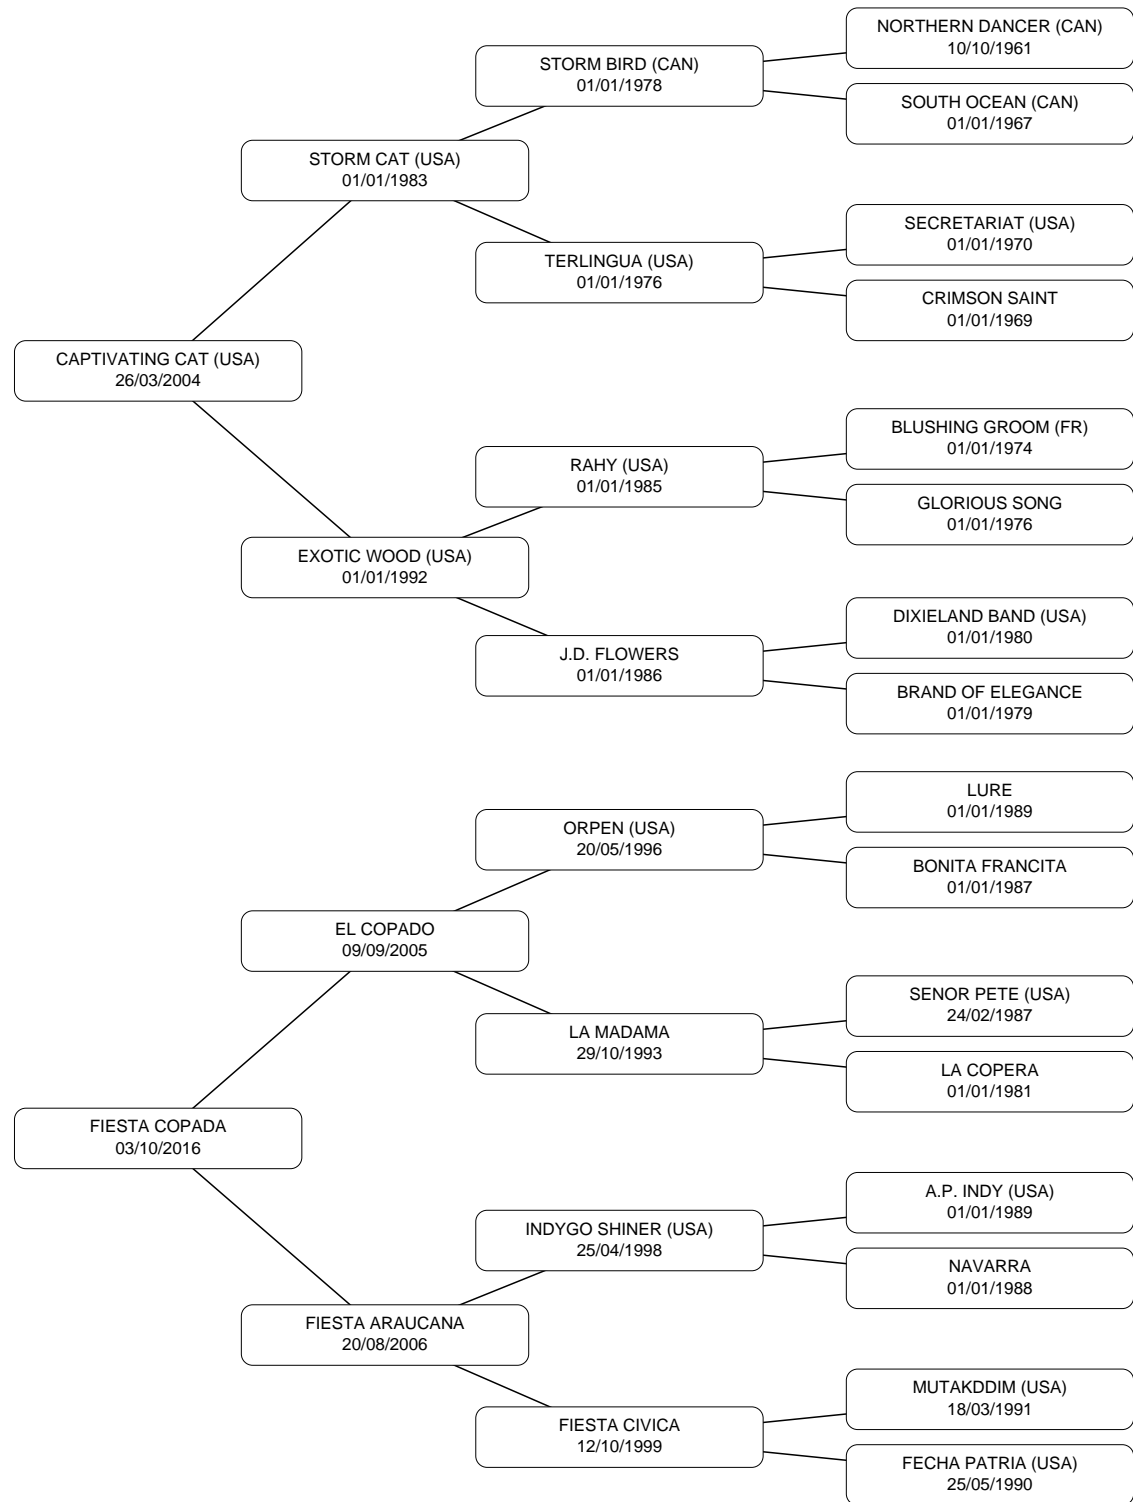 NORTHERN DANCER (CAN)
10/10/1961
STORM BIRD (CAN)
01/01/1978
SOUTH OCEAN (CAN)
01/01/1967
STORM CAT (USA)
01/01/1983
SECRETARIAT (USA)
01/01/1970
TERLINGUA (USA)
01/01/1976
CRIMSON SAINT
01/01/1969
CAPTIVATING CAT (USA)
26/03/2004
BLUSHING GROOM (FR)
01/01/1974
RAHY (USA)
01/01/1985
GLORIOUS SONG
01/01/1976
EXOTIC WOOD (USA)
01/01/1992
DIXIELAND BAND (USA)
01/01/1980
J.D. FLOWERS
01/01/1986
BRAND OF ELEGANCE
01/01/1979
LURE
01/01/1989
ORPEN (USA)
20/05/1996
BONITA FRANCITA
01/01/1987
EL COPADO
09/09/2005
SENOR PETE (USA)
24/02/1987
LA MADAMA
29/10/1993
LA COPERA
01/01/1981
FIESTA COPADA
03/10/2016
A.P. INDY (USA)
01/01/1989
INDYGO SHINER (USA)
25/04/1998
NAVARRA
01/01/1988
FIESTA ARAUCANA
20/08/2006
MUTAKDDIM (USA)
18/03/1991
FIESTA CIVICA
12/10/1999
FECHA PATRIA (USA)
25/05/1990